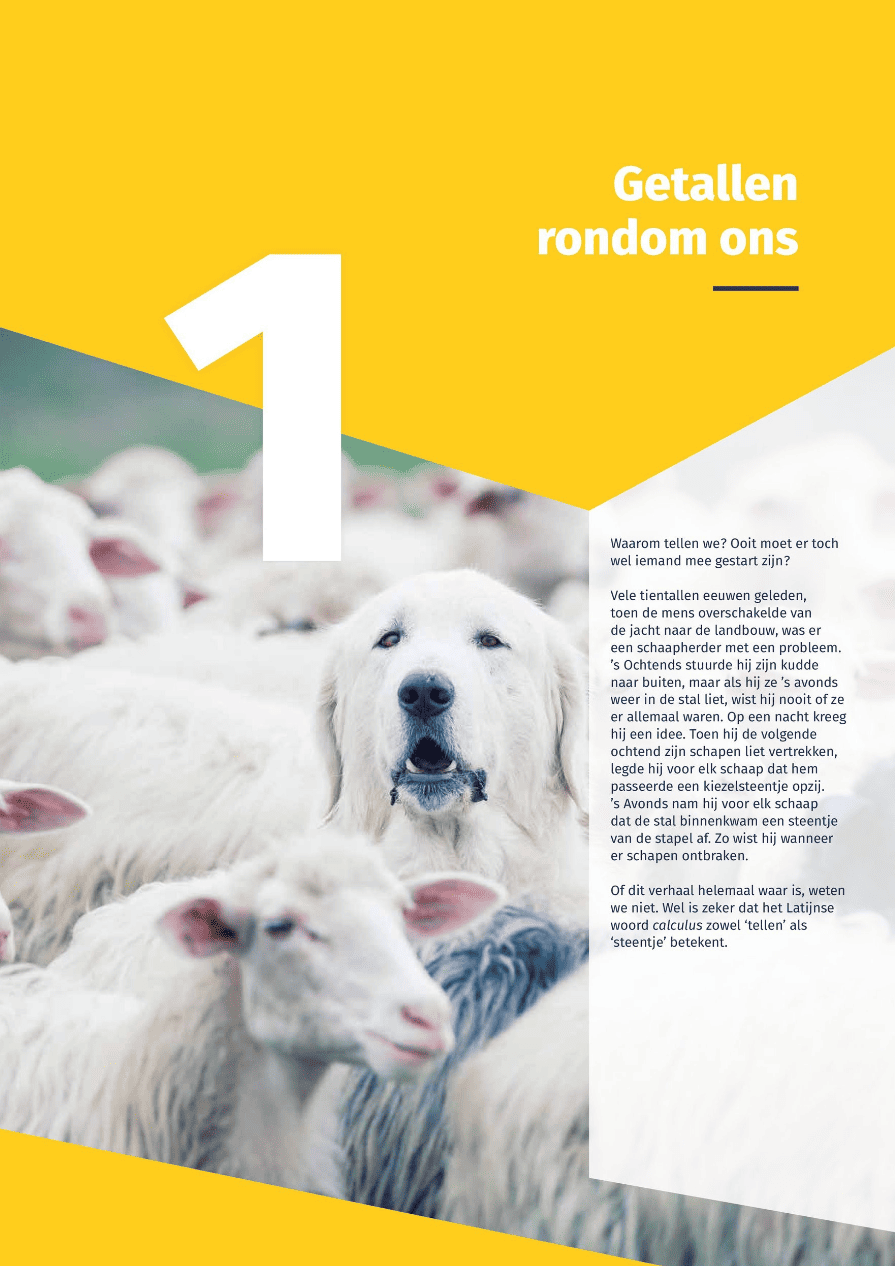 Getallen
rondom ons
1
Waarom tellen we? Ooit moet er toch
wel iemand mee gestart zijn?
Vele tientallen eeuwen geleden,
toen de mens overschakelde van
de jacht naar de landbouw, was er
een schaapherder met een probleem.
’s Ochtends stuurde hij zijn kudde
naar buiten, maar als hij ze ’s avonds
weer in de stal liet, wist hij nooit of ze
er allemaal waren. Op een nacht kreeg
hij een idee. Toen hij de volgende
ochtend zijn schapen liet vertrekken,
legde hij voor elk schaap dat hem
passeerde een kiezelsteentje opzij.
’s Avonds nam hij voor elk schaap
dat de stal binnenkwam een steentje
van de stapel af. Zo wist hij wanneer
er schapen ontbraken.
Of dit verhaal helemaal waar is, weten
we niet. Wel is zeker dat het Latijnse
woord calculus zowel ‘tellen’ als
‘steentje’ betekent.